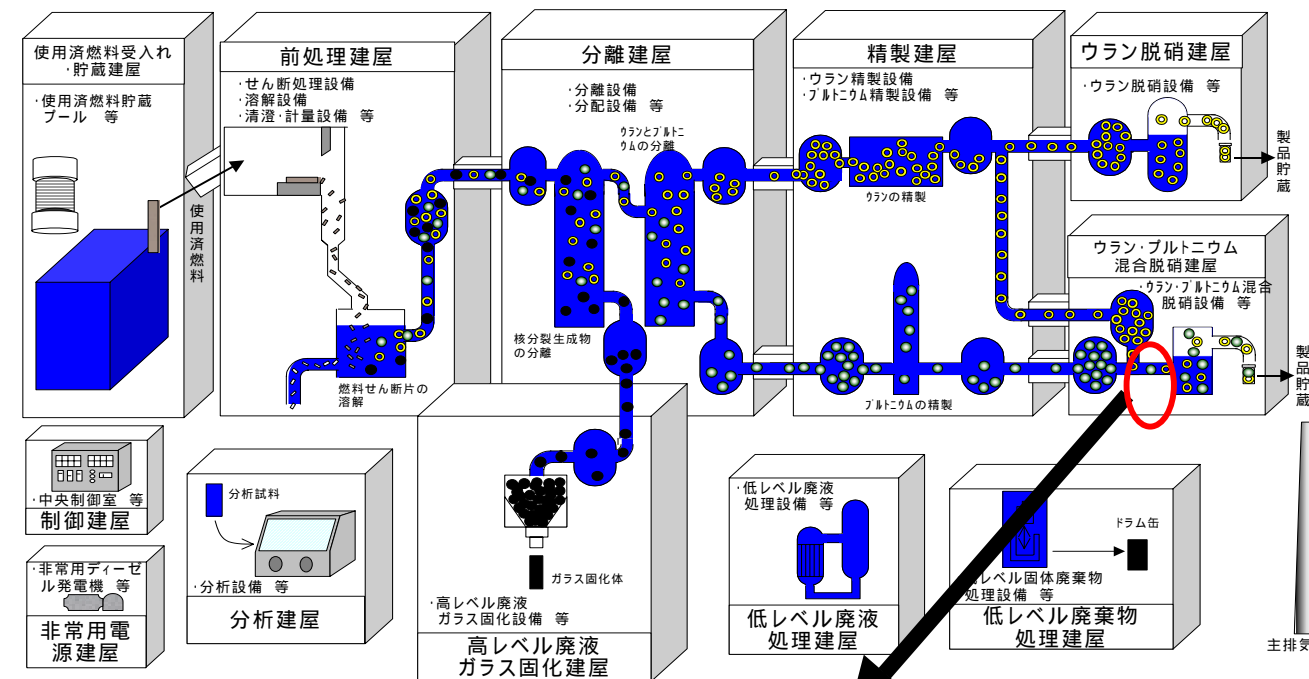 使用済燃料受入れ
・貯蔵建屋
・使用済燃料貯蔵
プール 等
使用済燃料
前処理建屋
・せん断処理設備
・溶解設備
・清澄・計量設備 等
燃料せん断片の
溶解
分離建屋
・分離設備
・分配設備 等
ウランとプルトニ
ウムの分離
核分裂生成物
の分離
精製建屋
・ウラン精製設備
・プルトニウム精製設備 等
ウランの精製
プルトニウムの精製
ウラン脱硝建屋
・ウラン脱硝設備 等
製品貯蔵
ウラン・プルトニウム
混合脱硝建屋
・ウラン・プルトニウム混合
脱硝設備 等
製品貯蔵
・中央制御室 等
制御建屋
・非常用ディーゼ
ル発電機 等
非常用電
源建屋
分析試料
・分析設備 等
分析建屋
ガラス固化体
・高レベル廃液
ガラス固化設備 等
高レベル廃液
ガラス固化建屋
・低レベル廃液
処理設備 等
低レベル廃液
処理建屋
ドラム缶
レベル固体廃棄物
処理設備 等
低レベル廃棄物
処理建屋
主排気